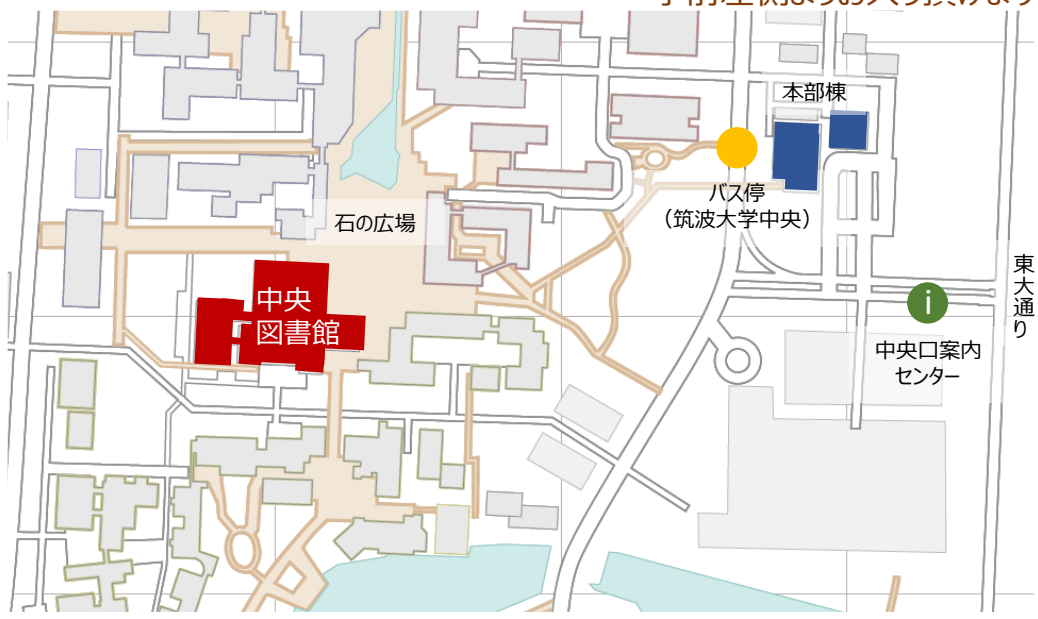 本部棟
バス停
（筑波大学中央）
石の広場
東大通り
中央
図書館
i
中央口案内
センター